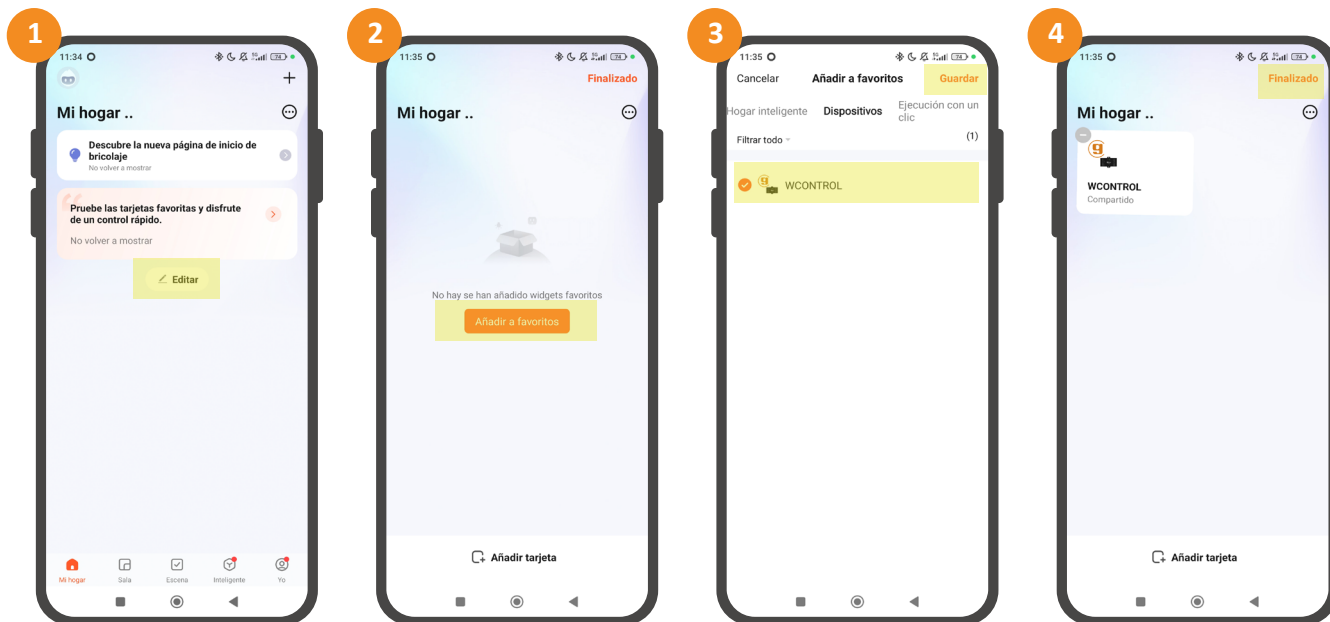 1
11:34
74
Mi hogar ..
Descubre la nueva página de inicio de
bricolaje
No volver a mostrar
Pruebe las tarjetas favoritas y disfrute
de un control rápido.
No volver a mostrar
Editar
Mi hogar
Sala
Escena
Inteligente
Yo
2
11:35
74
Finalizado
Mi hogar ..
No hay se han añadido widgets favoritos
Añadir a favoritos
Añadir tarjeta
3
11:35
74
Cancelar
Añadir a favoritos
Guardar
Hogar inteligente
Dispositivos
Ejecución con un
clic
Filtrar todo
(1)
WCONTROL
4
11:35
74
Finalizado
Mi hogar ..
WCONTROL
Compartido
Añadir tarjeta